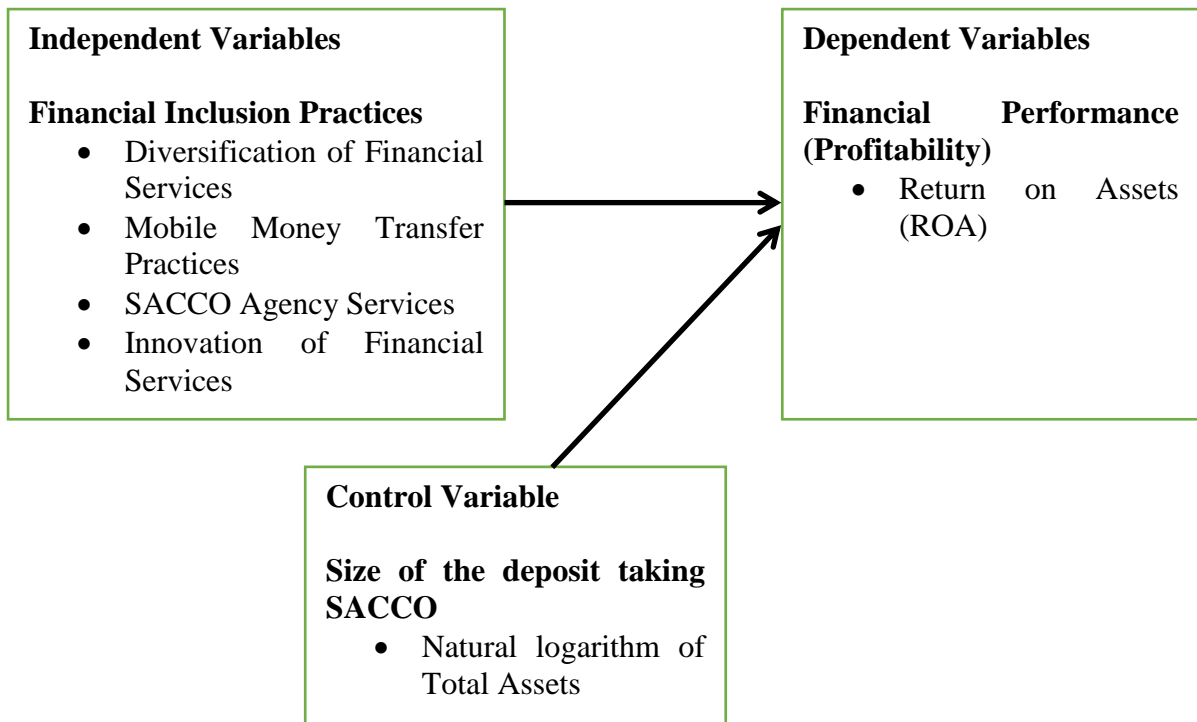 Independent Variables
Financial Inclusion Practices
• Diversification of Financial
Services
• Mobile Money Transfer
Practices
• SACCO Agency Services
• Innovation of Financial
Services
Dependent Variables
Financial Performance
(Profitability)
• Return on Assets
(ROA)
Control Variable
Size of the deposit taking
SACCO
• Natural logarithm of
Total Assets